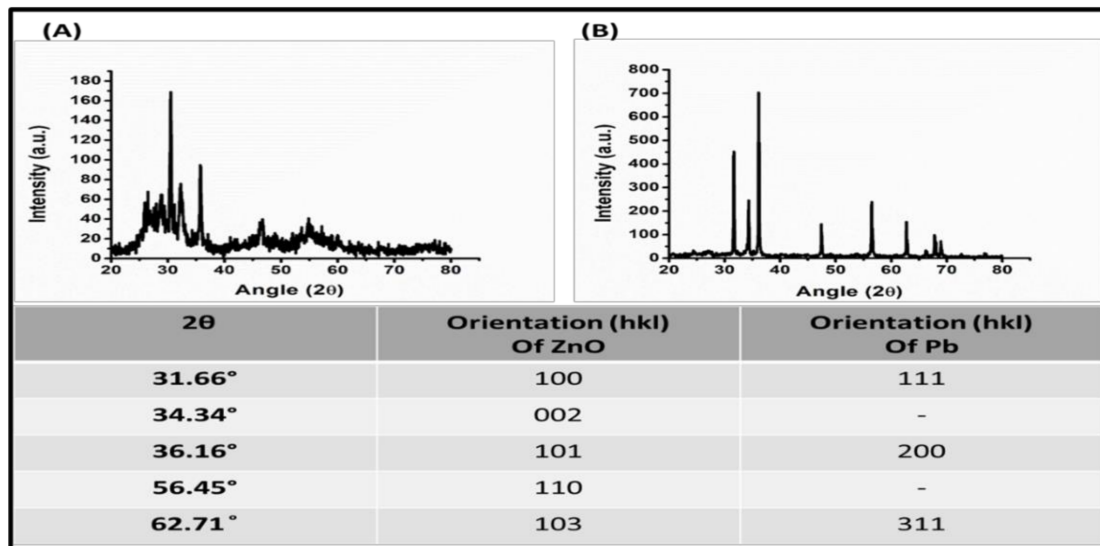 (A)
(B)
Intensity (a.u.)
180
160
140
120
100
80
60
40
20
0
20 30 40 50 60 70 80
Angle (2θ)
Intensity (a.u.)
800
700
600
500
400
300
200
100
0
20 30 40 50 60 70 80
Angle (2θ)
2θ Orientation (hkl) Of ZnO Orientation (hkl) Of Pb
31.66° 100 111
34.34° 002 -
36.16° 101 200
56.45° 110 -
62.71° 103 311